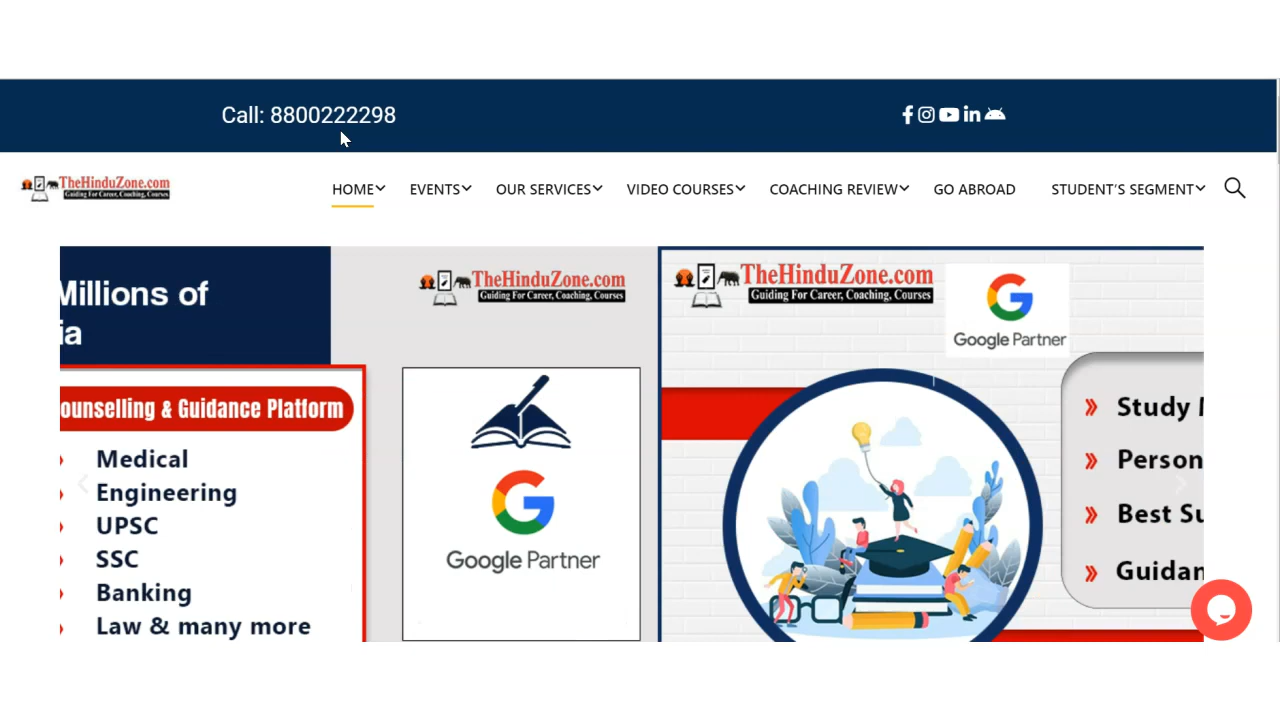 Call: 8800222298
TheHinduZone.com
Guiding For Career, Coaching, Courses
HOME EVENTS OUR SERVICES VIDEO COURSES COACHING REVIEW GO ABROAD STUDENT'S SEGMENT
Millions of
ia
ounselling & Guidance Platform
Medical
Engineering
UPSC
SSC
Banking
Law & many more
TheHinduZone.com
Guiding For Career, Coaching, Courses
Google Partner
TheHinduZone.com
Guiding For Career, Coaching, Courses
Google Partner
Study
Person
Best Su
Guidan